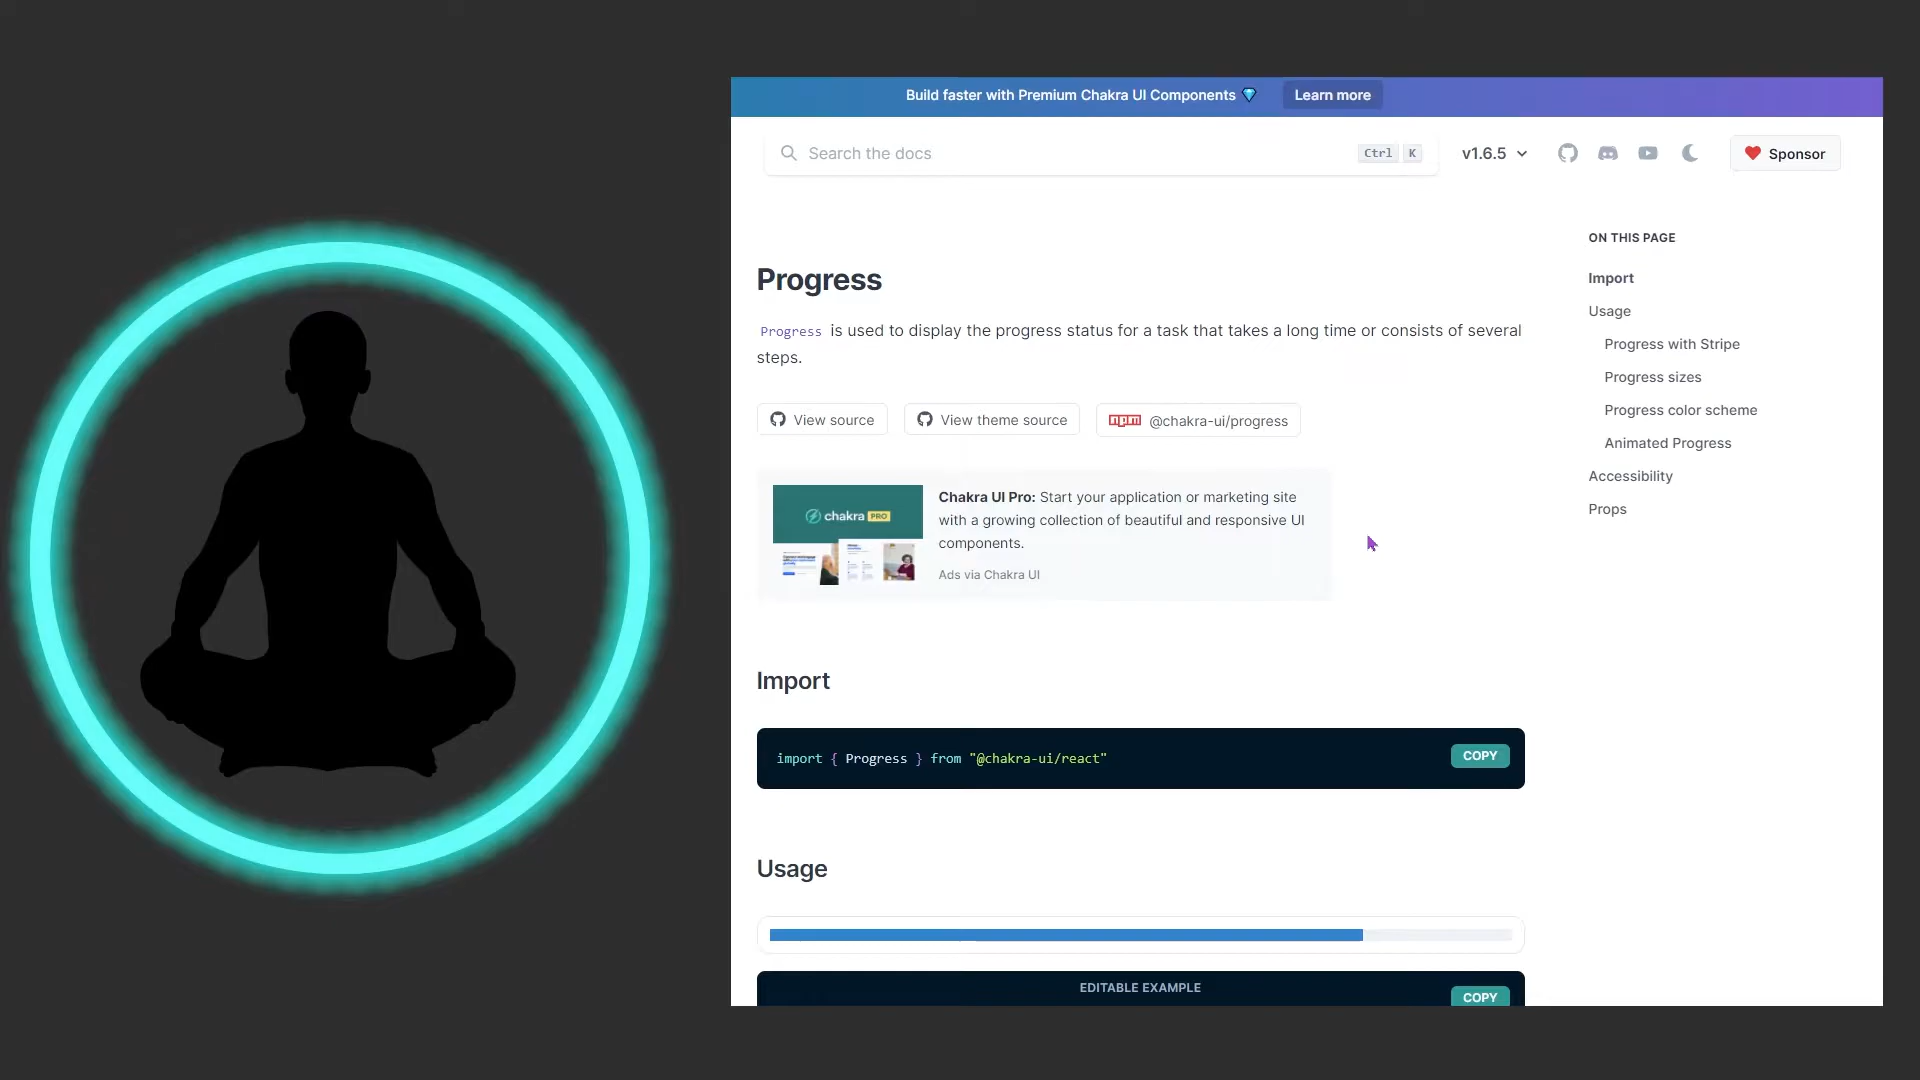 Build faster with Premium Chakra UI Components 💎 Learn more
Search the docs Ctrl K v1.6.5 Sponsor
Progress
Progress is used to display the progress status for a task that takes a long time or consists of several
steps.
View source View theme source npm @chakra-ui/progress
chakra PRO
Chakra UI Pro: Start your application or marketing site
with a growing collection of beautiful and responsive UI
components.
Ads via Chakra UI
Import
import { Progress } from "@chakra-ui/react"
COPY
Usage
EDITABLE EXAMPLE
COPY
ON THIS PAGE
Import
Usage
Progress with Stripe
Progress sizes
Progress color scheme
Animated Progress
Accessibility
Props